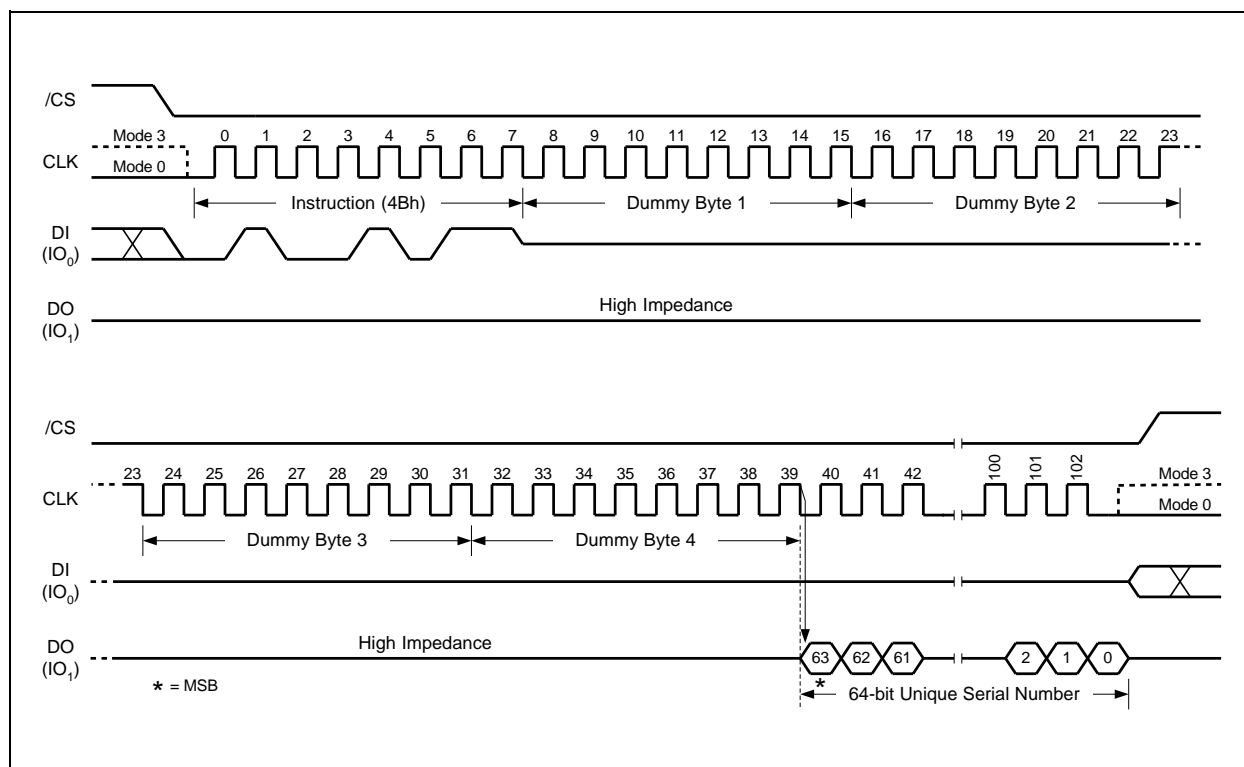 /CS
Mode 3
0 1 2 3 4 5 6 7 8 9 10 11 12 13 14 15 16 17 18 19 20 21 22 23
CLK
Mode 0
Instruction (4Bh)
Dummy Byte 1
Dummy Byte 2
DI
(IO0)
High Impedance
DO
(IO1)
/CS
23 24 25 26 27 28 29 30 31 32 33 34 35 36 37 38 39 40 41 42 100 101 102
Mode 3
CLK
Mode 0
Dummy Byte 3
Dummy Byte 4
DI
(IO0)
High Impedance
DO
(IO1)
63 62 61 2 1 0
* = MSB
*
64-bit Unique Serial Number